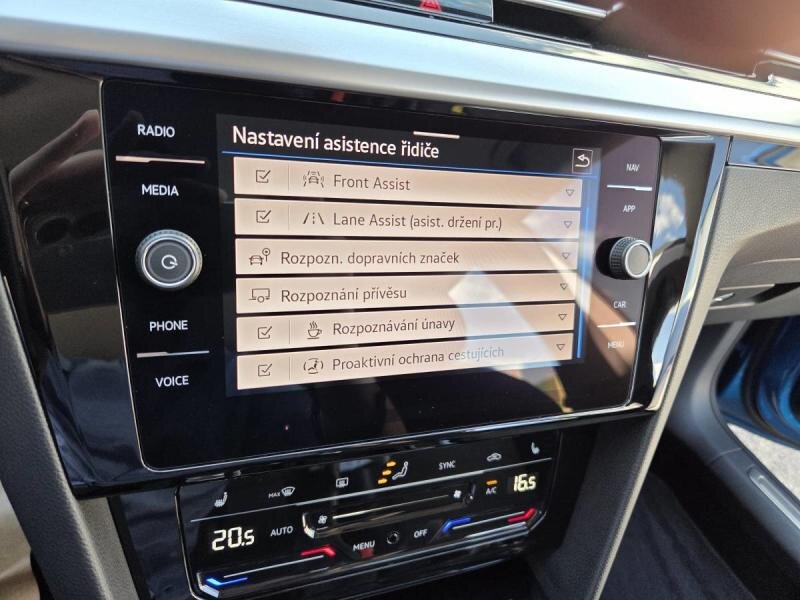 RADIO
MEDIA
PHONE
VOICE
Nastavení asistence řidiče
Front Assist
Lane Assist (asist. držení pr.)
Rozpozn. dopravních značek
Rozpoznání přívěsu
Rozpoznávání únavy
Proaktivní ochrana cestujících
NAV
APP
CAR
MENU
MAX
SYNC
20.5
AUTO
MENU
OFF
A/C
16.5